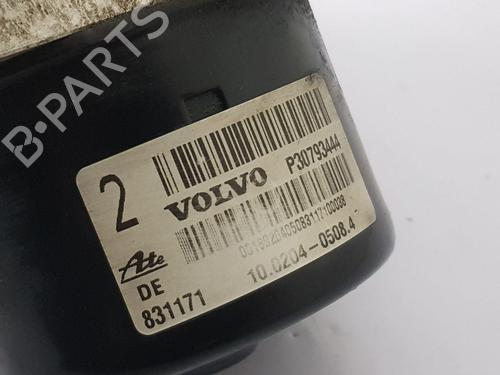 B-PARTS
2
P30793444
VOLVO
Ate
DE
10.0204-0508.4
831171